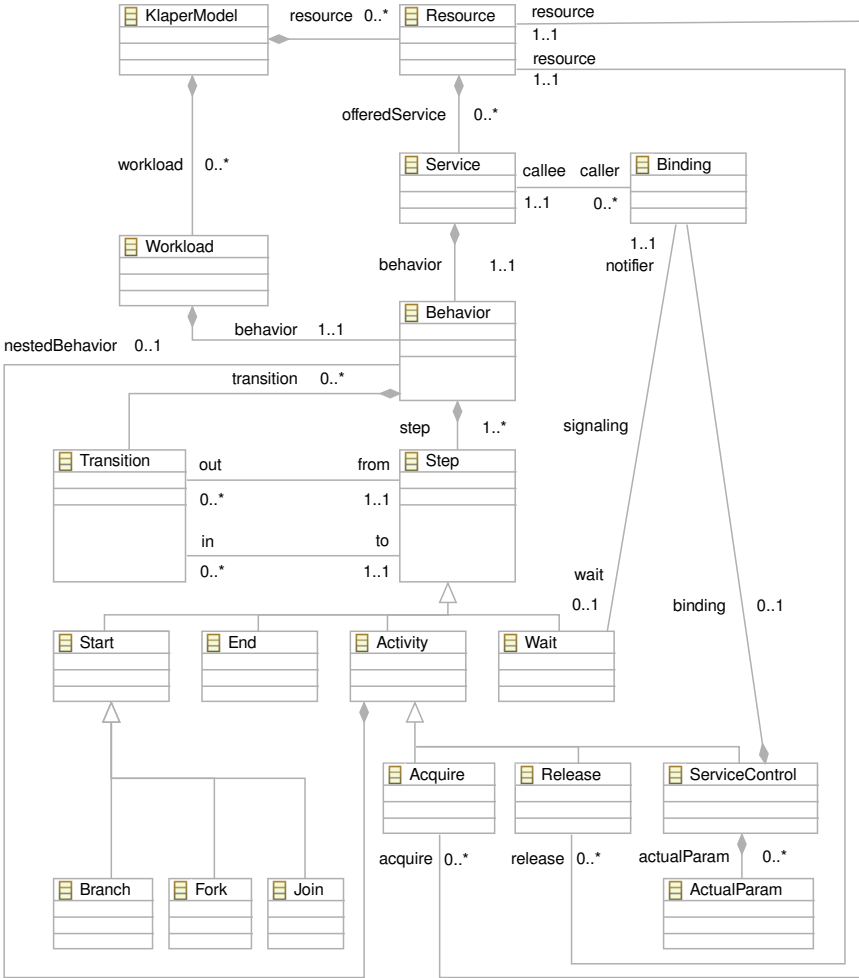 KlaperModel resource 0..* Resource resource
1..1
resource
1..1
offeredService 0..*
workload 0..* Service callee caller Binding
1..1 0..*
Workload 1..1
behavior 1..1 notifier
Behavior
behavior 1..1
nestedBehavior 0..1
transition 0..*
step 1..* signaling
Transition out from Step
0..* 1..1
in to
0..* 1..1
wait
0..1 binding 0..1
Start End Activity Wait
Acquire Release ServiceControl
acquire 0..* release 0..* actualParam 0..*
Branch Fork Join ActualParam